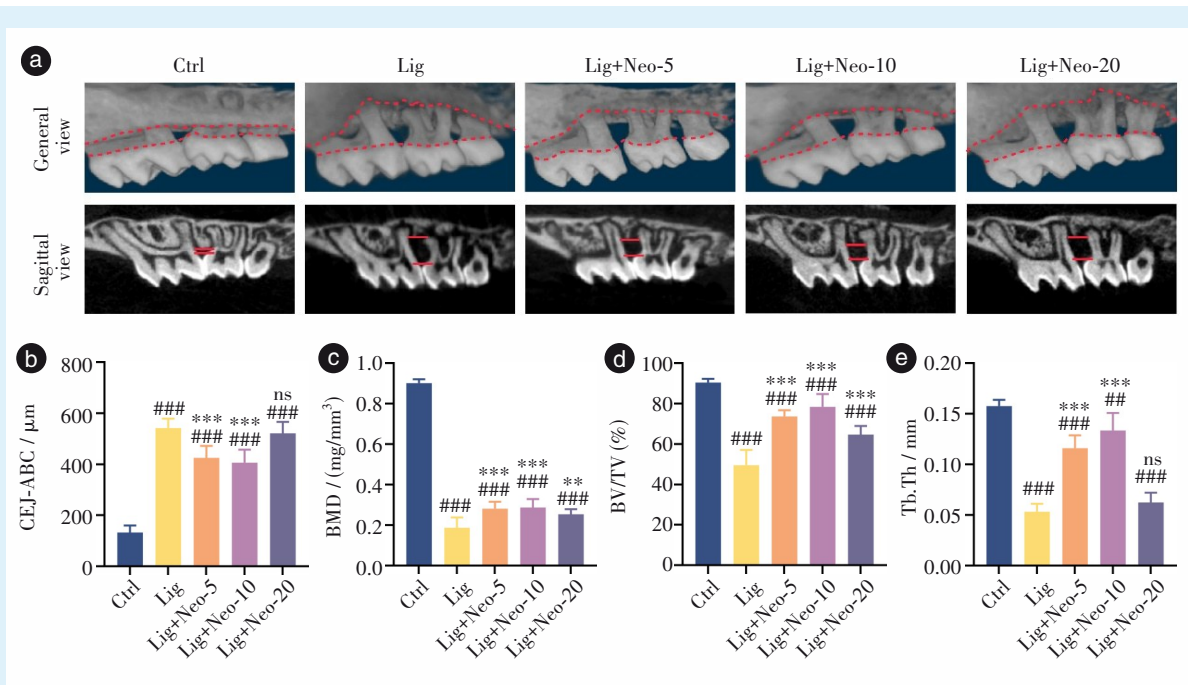 a
Ctrl Lig Lig+Neo-5 Lig+Neo-10 Lig+Neo-20
General view
Sagittal view
b
CEJ-ABC / μm
800
600
400
200
0
###
***
###
***
###
ns
###
Ctrl
Lig
Lig+Neo-5
Lig+Neo-10
Lig+Neo-20
c
BMD / (mg/mm³)
1.0
0.8
0.6
0.4
0.2
0.0
###
***
###
***
###
**
###
Ctrl
Lig
Lig+Neo-5
Lig+Neo-10
Lig+Neo-20
d
BV/TV (%)
100
80
60
40
20
0
###
***
###
***
###
***
###
Ctrl
Lig
Lig+Neo-5
Lig+Neo-10
Lig+Neo-20
e
Tb.Th / mm
0.20
0.15
0.10
0.05
0.00
###
***
###
***
##
ns
###
Ctrl
Lig
Lig+Neo-5
Lig+Neo-10
Lig+Neo-20